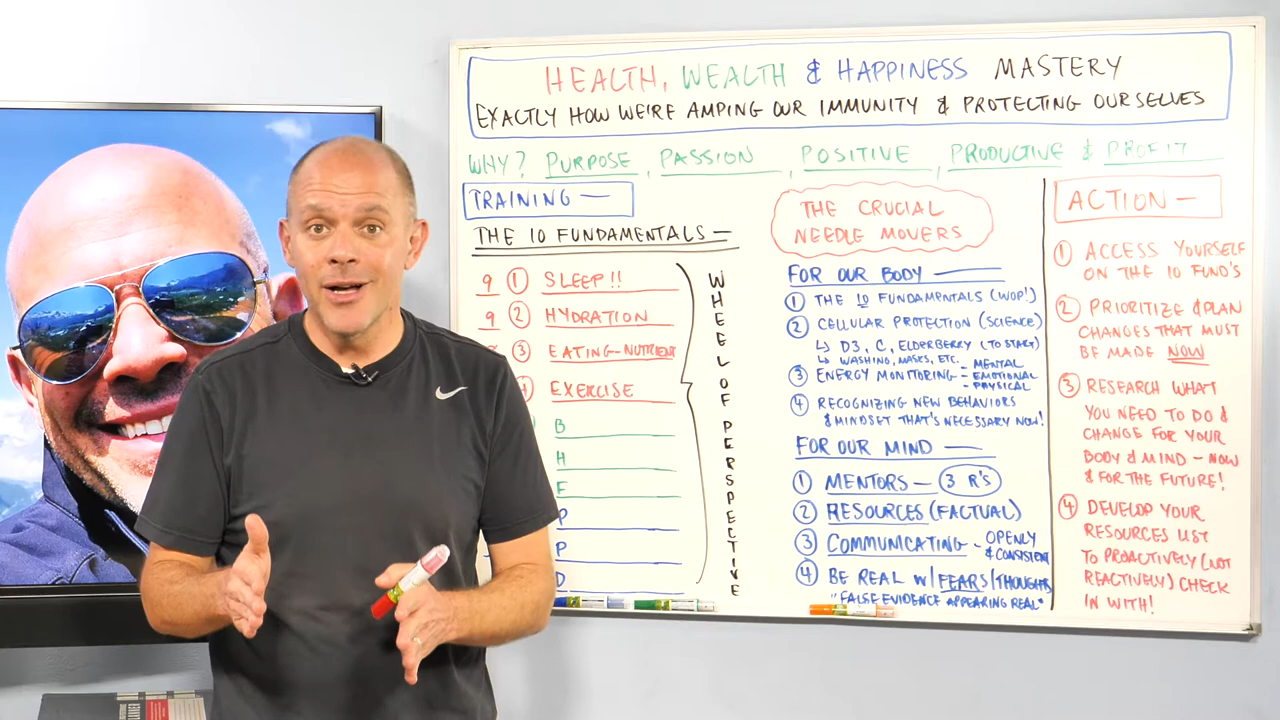 HEALTH, WEALTH & HAPPINESS MASTERY
EXACTLY HOW WE'RE AMPING OUR IMMUNITY & PROTECTING OURSELVES
WHY? PURPOSE, PASSION, POSITIVE, PRODUCTIVE & PROFIT
TRAINING —
THE 10 FUNDAMENTALS —
9 ① SLEEP!!
9 ② HYDRATION
③ EATING-NUTRIENT
EXERCISE
B
H
F
P
P
D
WHEEL OF PERSPECTIVE
THE CRUCIAL
NEEDLE MOVERS
FOR OUR BODY —
① THE 10 FUNDAMENTALS (WOP!)
② CELLULAR PROTECTION (SCIENCE)
↳ D3, C, ELDERBERRY (TO START)
↳ WASHING, MASKS, ETC.
③ ENERGY MONITORING - MENTAL
- EMOTIONAL
- PHYSICAL
④ RECOGNIZING NEW BEHAVIORS
& MINDSET THAT'S NECESSARY NOW!
FOR OUR MIND —
① MENTORS — 3 R'S
② RESOURCES (FACTUAL)
③ COMMUNICATING - OPENLY
& CONSISTENT
④ BE REAL W/ FEARS/THOUGHTS
"FALSE EVIDENCE APPEARING REAL"
ACTION —
① ACCESS YOURSELF
ON THE 10 FUND'S
② PRIORITIZE & PLAN
CHANGES THAT MUST
BE MADE NOW
③ RESEARCH WHAT
YOU NEED TO DO &
CHANGE FOR YOUR
BODY & MIND — NOW
& FOR THE FUTURE!
④ DEVELOP YOUR
RESOURCES LIST
TO PROACTIVELY (NOT
REACTIVELY) CHECK
IN WITH!